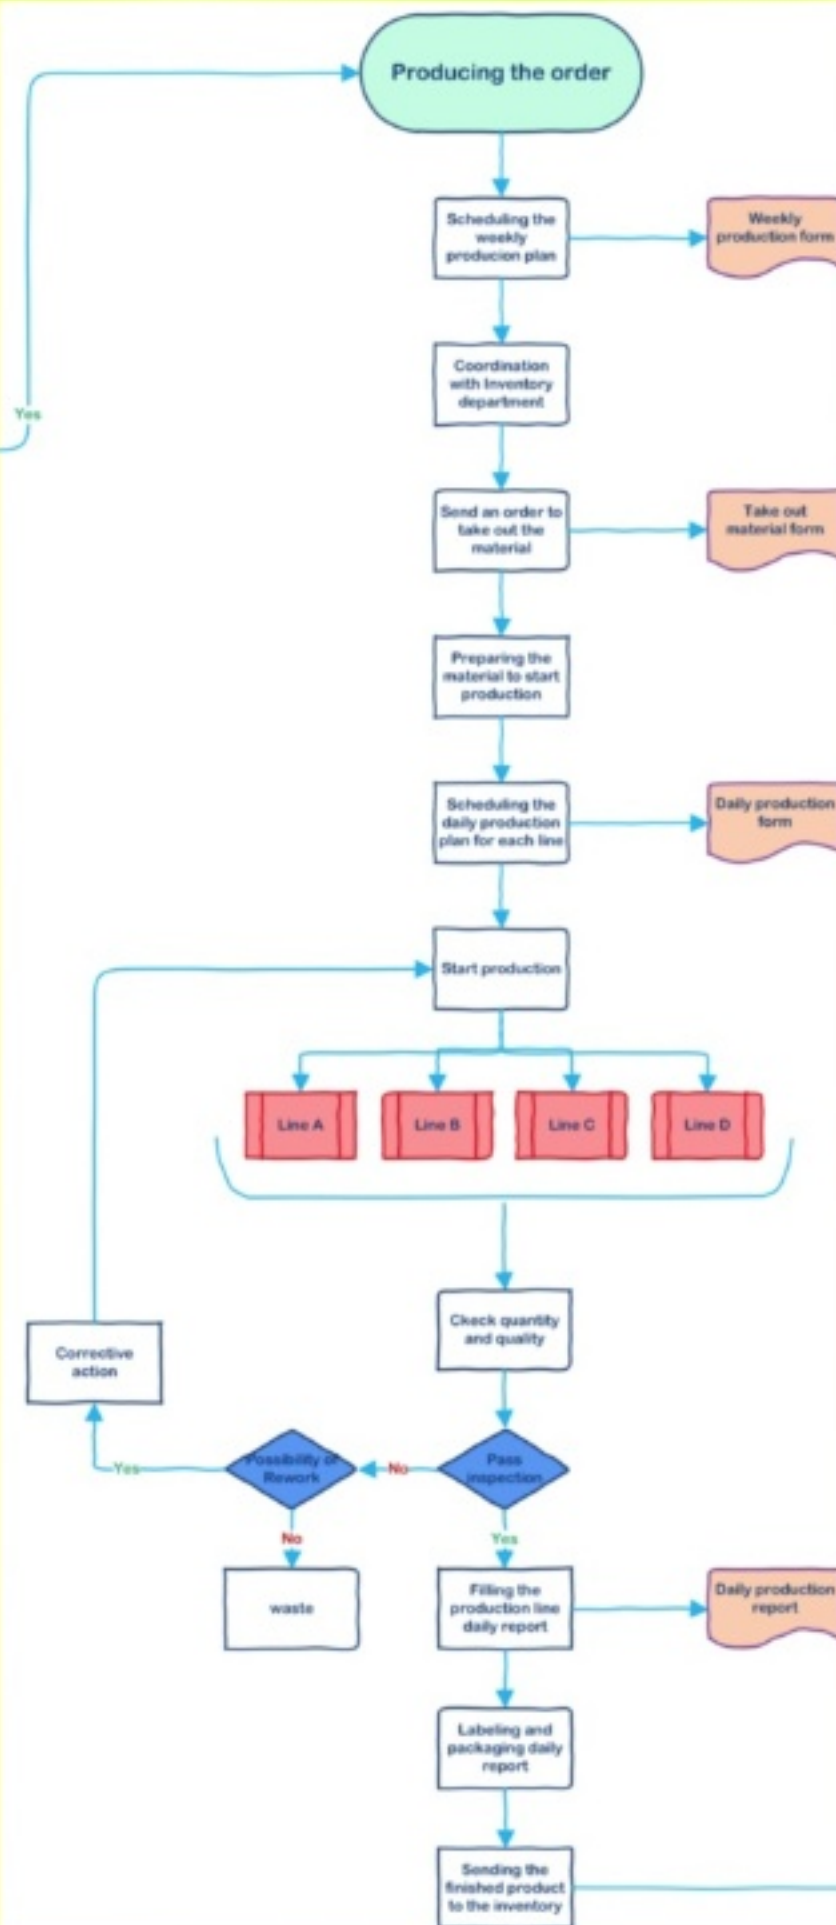 Producing the order
Scheduling the
weekly
producion plan
Weekly
production form
Coordination
with Inventory
department
Yes
Send an order to
take out the
material
Take out
material form
Preparing the
material to start
production
Scheduling the
daily production
plan for each line
Daily production
form
Start production
Line A
Line B
Line C
Line D
Ckeck quantity
and quality
Corrective
action
Pass
inspection
No
Possibility of
Rework
Yes
No
Yes
waste
Filling the
production line
daily report
Daily production
report
Labeling and
packaging daily
report
Sending the
finished product
to the inventory